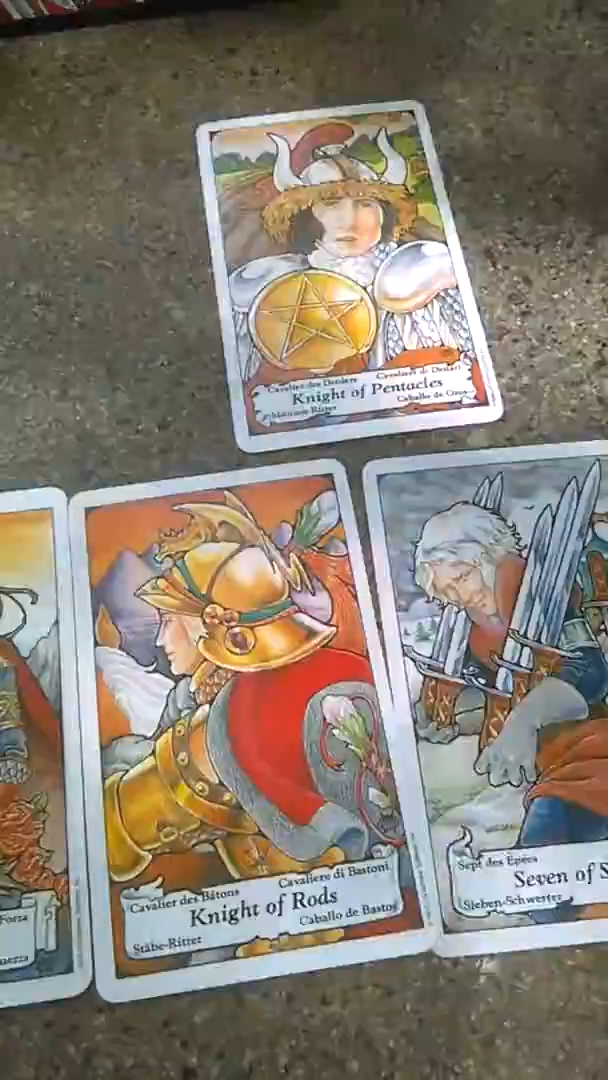 Cavalier des Deniers
Cavaliere di Denari
Knight of Pentacles
Caballo de Oros
Forza
Cavalier des Bâtons
Cavaliere di Bastoni
Knight of Rods
Stäbe-Ritter
Caballo de Bastos
Sept des Epées
Seven of S
Sieben-Schwerter